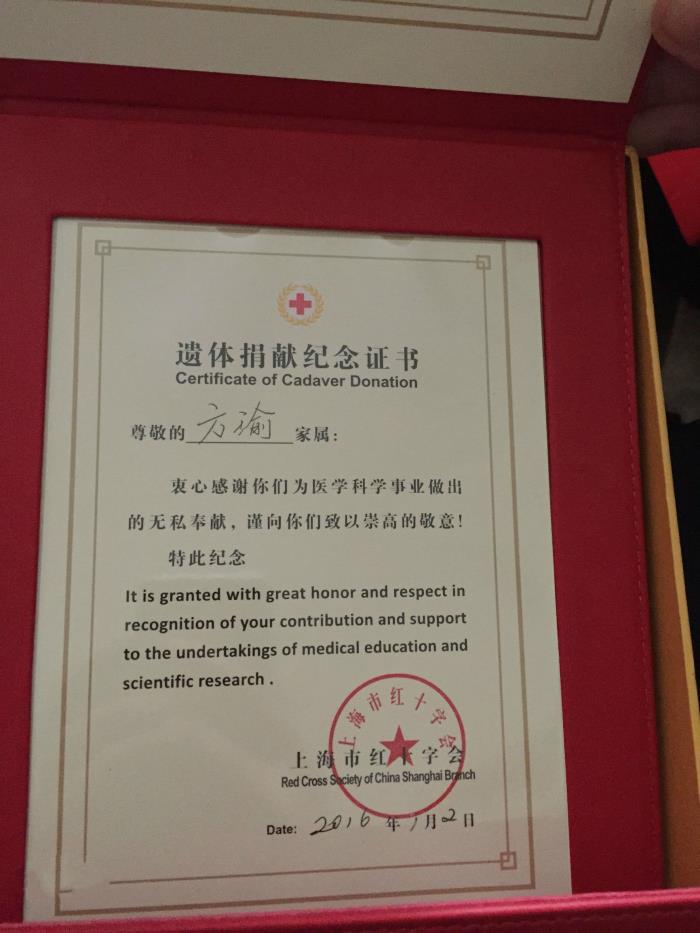 遗体捐献纪念证书
Certificate of Cadaver Donation
尊敬的 方瑜 家属：
衷心感谢你们为医学科学事业做出
的无私奉献，谨向你们致以崇高的敬意！
特此纪念
It is granted with great honor and respect in
recognition of your contribution and support
to the undertakings of medical education and
scientific research .
上海市红十字会
上海市红十字会
Red Cross Society of China Shanghai Branch
Date: 2016 年 1 月 2 日